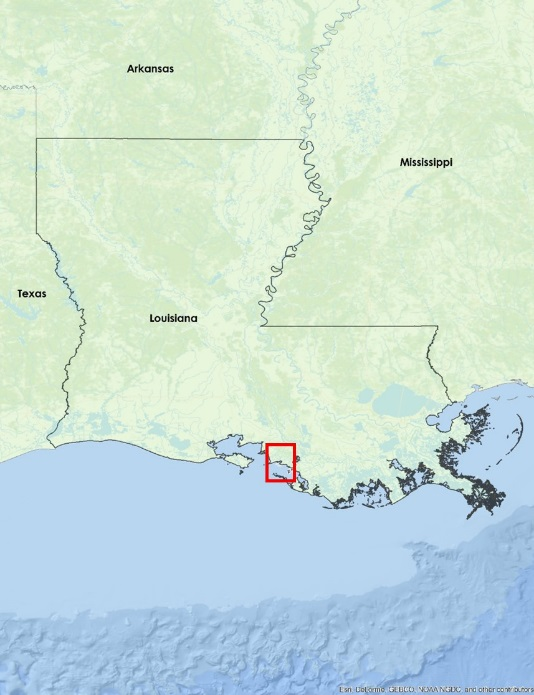 Arkansas
Mississippi
Texas
Louisiana
Esri, DeLorme, GEBCO, NOAA NGDC, and other contributors